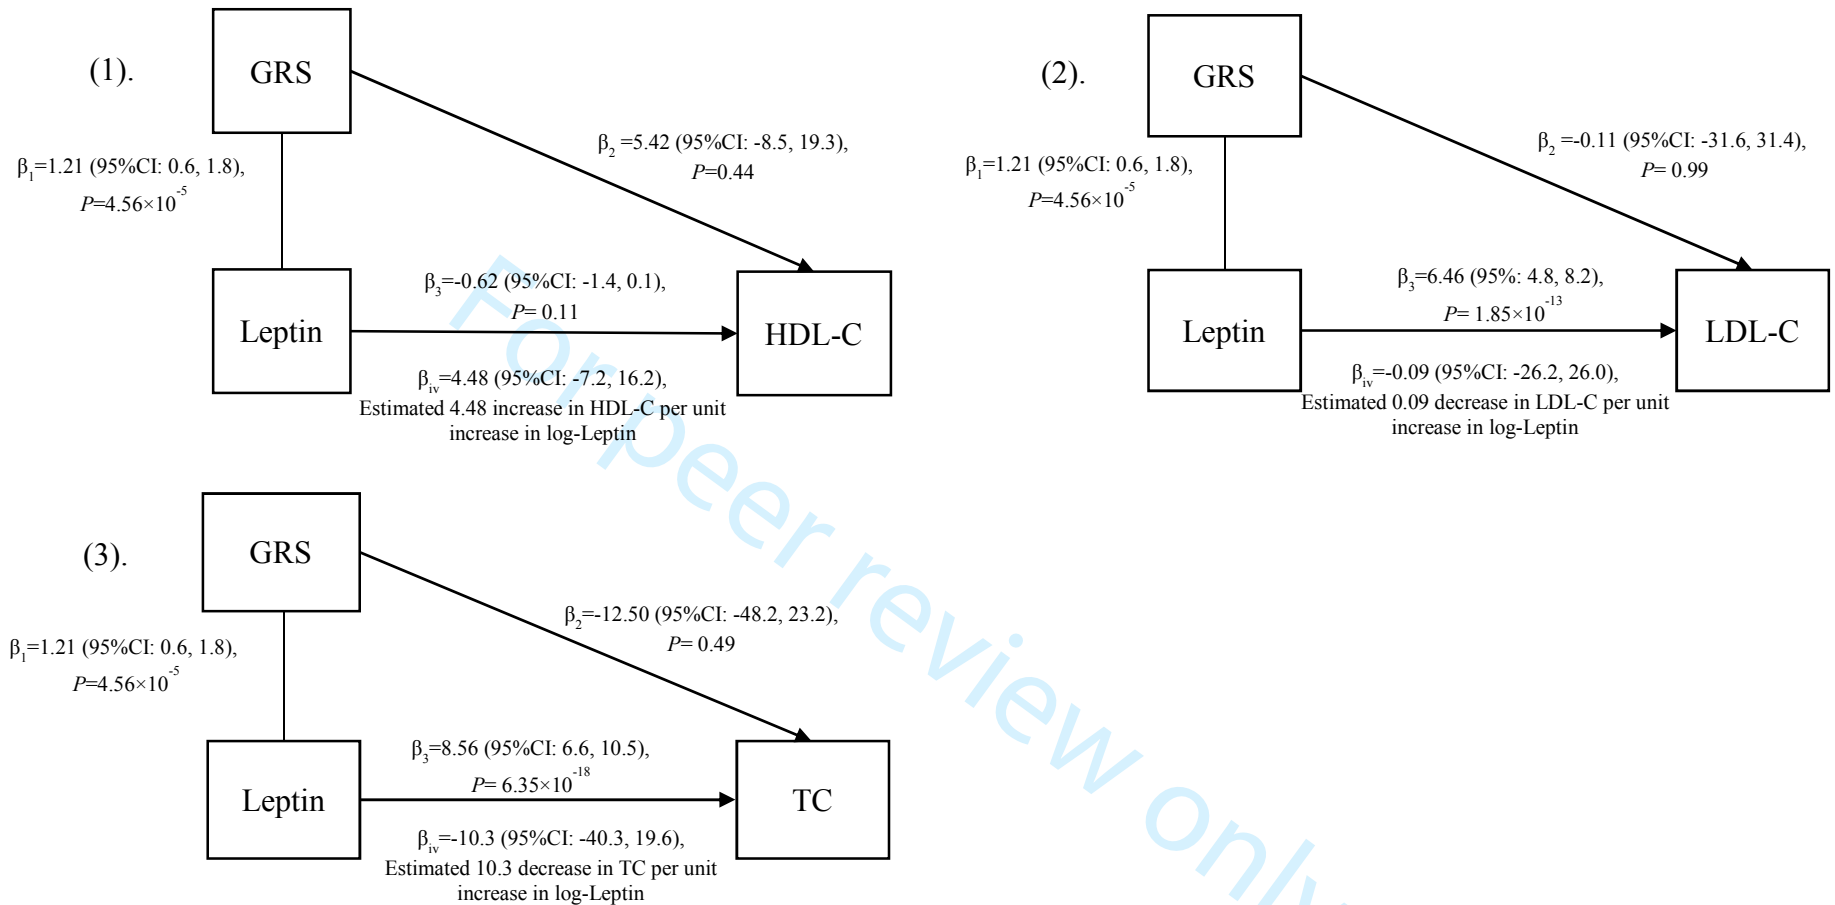 (1).
GRS
β1=1.21 (95%CI: 0.6, 1.8),
P=4.56×10-5
β2 =5.42 (95%CI: -8.5, 19.3),
P=0.44
Leptin
β3=-0.62 (95%CI: -1.4, 0.1),
P= 0.11
HDL-C
βiv=4.48 (95%CI: -7.2, 16.2),
Estimated 4.48 increase in HDL-C per unit
increase in log-Leptin
(2).
GRS
β1=1.21 (95%CI: 0.6, 1.8),
P=4.56×10-5
β2 =-0.11 (95%CI: -31.6, 31.4),
P= 0.99
Leptin
β3=6.46 (95%: 4.8, 8.2),
P= 1.85×10-13
LDL-C
βiv=-0.09 (95%CI: -26.2, 26.0),
Estimated 0.09 decrease in LDL-C per unit
increase in log-Leptin
(3).
GRS
β1=1.21 (95%CI: 0.6, 1.8),
P=4.56×10-5
β2=-12.50 (95%CI: -48.2, 23.2),
P= 0.49
Leptin
β3=8.56 (95%CI: 6.6, 10.5),
P= 6.35×10-18
TC
βiv=-10.3 (95%CI: -40.3, 19.6),
Estimated 10.3 decrease in TC per unit
increase in log-Leptin
For peer review only